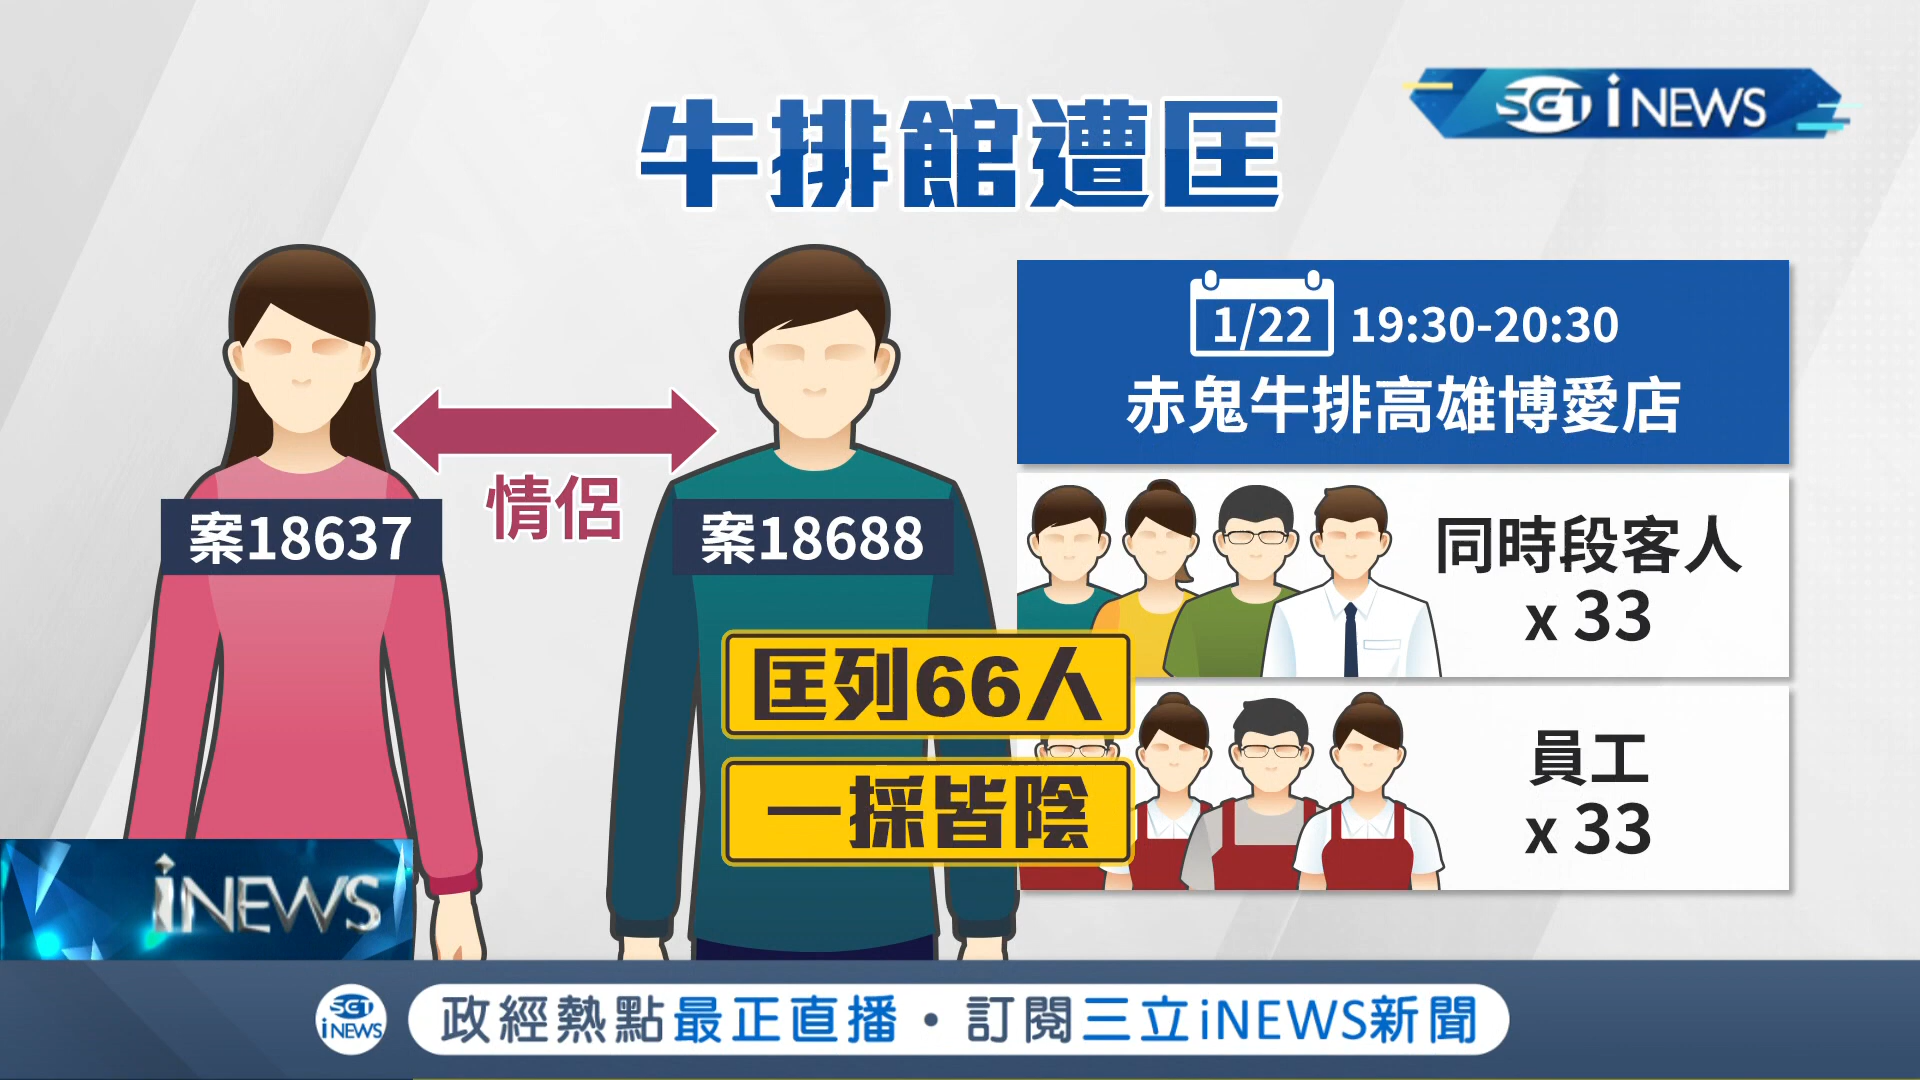 SET iNEWS
牛排館遭匡
1/22 19:30-20:30
赤鬼牛排高雄博愛店
情侶
案18637
案18688
同時段客人
x 33
匡列66人
員工
x 33
一採皆陰
iNEWS
SET iNEWS
政經熱點最正直播・訂閱三立iNEWS新聞